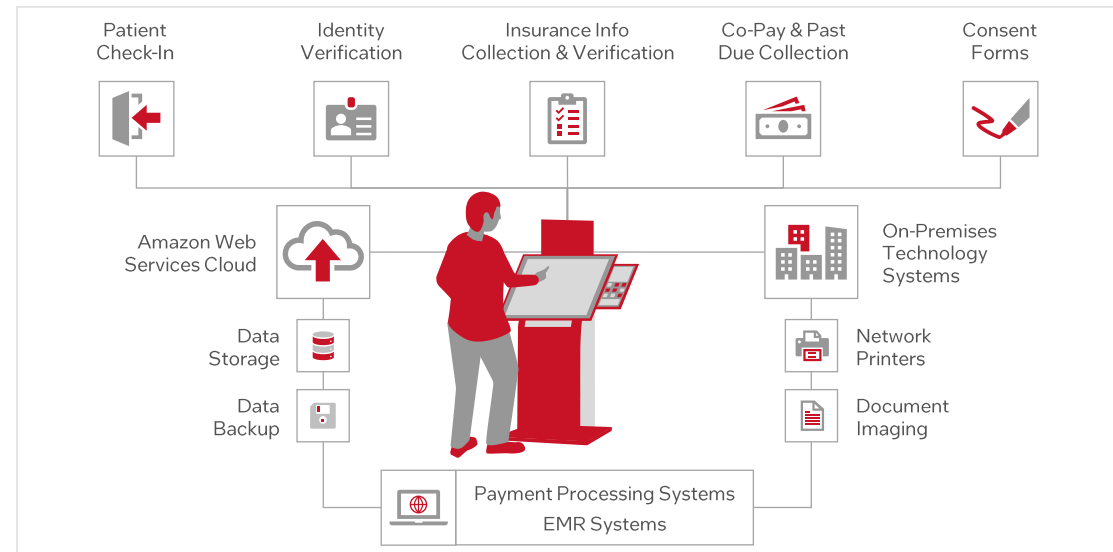 Patient
Check-In
Identity
Verification
Insurance Info
Collection & Verification
Co-Pay & Past
Due Collection
Consent
Forms
Amazon Web
Services Cloud
On-Premises
Technology
Systems
Data
Storage
Network
Printers
Data
Backup
Document
Imaging
Payment Processing Systems
EMR Systems